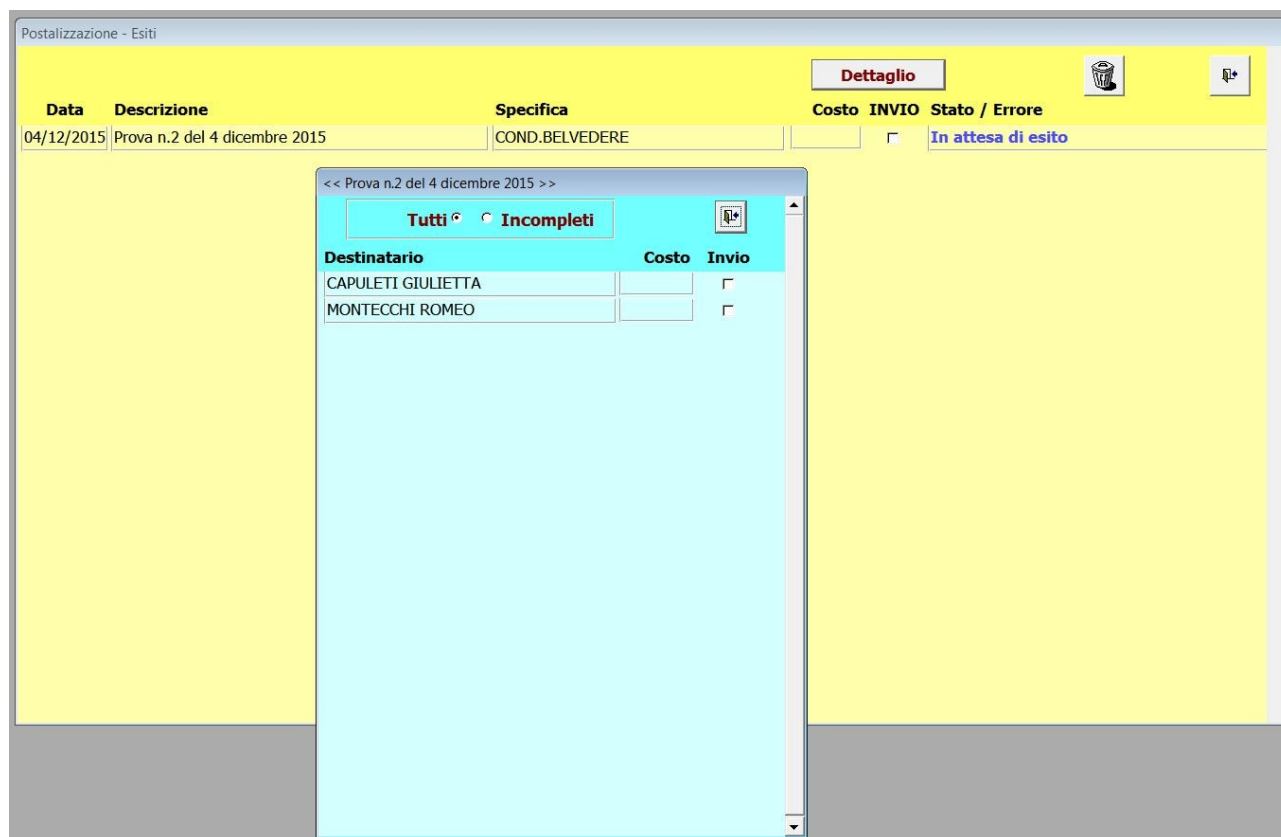 Postalizzazione - Esiti
Dettaglio
Data Descrizione Specifica Costo INVIO Stato / Errore
04/12/2015 Prova n.2 del 4 dicembre 2015 COND.BELVEDERE In attesa di esito
<< Prova n.2 del 4 dicembre 2015 >>
Tutti Incompleti
Destinatario Costo Invio
CAPULETI GIULIETTA
MONTECCHI ROMEO